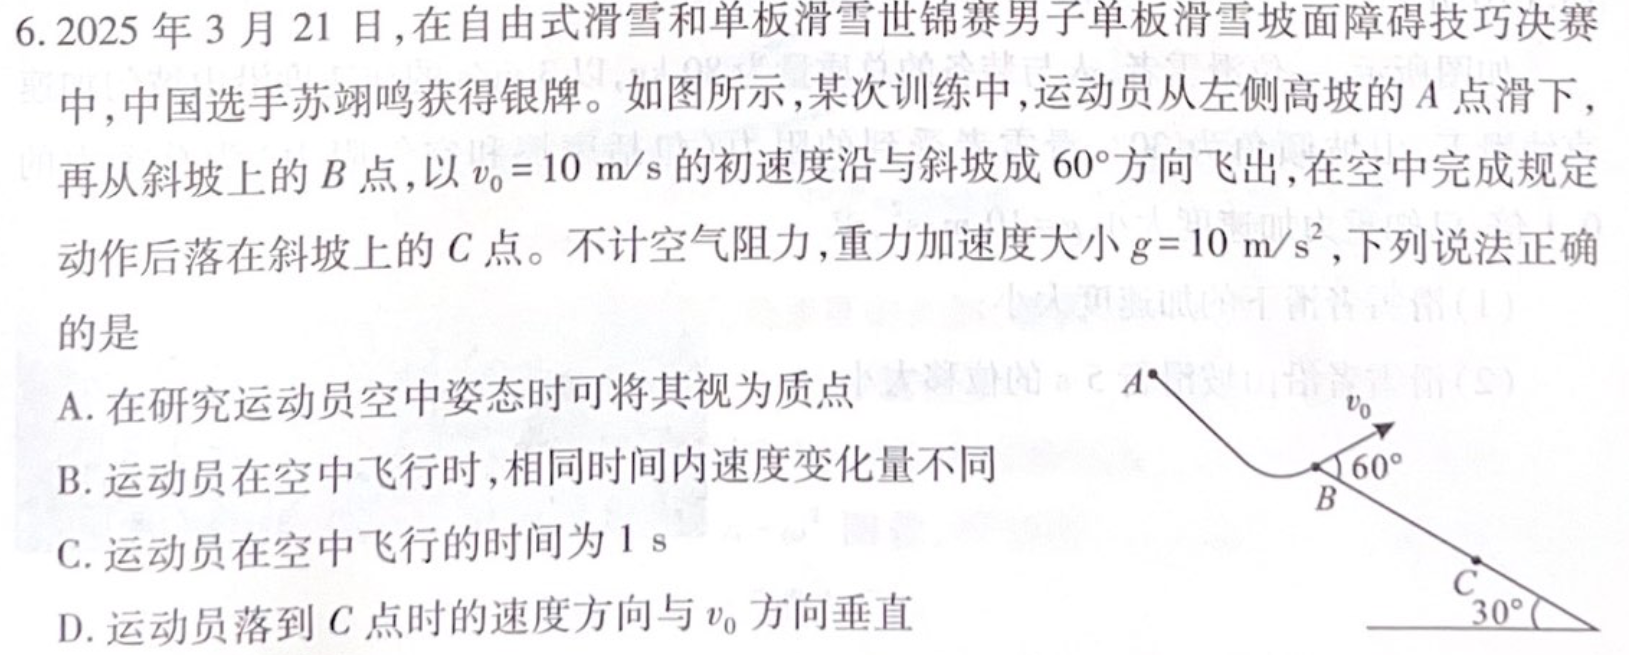 6. 2025 年 3 月 21 日,在自由式滑雪和单板滑雪世锦赛男子单板滑雪坡面障碍技巧决赛
中,中国选手苏翊鸣获得银牌。如图所示,某次训练中,运动员从左侧高坡的 A 点滑下,
再从斜坡上的 B 点,以 v₀=10 m/s 的初速度沿与斜坡成 60°方向飞出,在空中完成规定
动作后落在斜坡上的 C 点。不计空气阻力,重力加速度大小 g=10 m/s²,下列说法正确
的是
A. 在研究运动员空中姿态时可将其视为质点
B. 运动员在空中飞行时,相同时间内速度变化量不同
C. 运动员在空中飞行的时间为 1 s
D. 运动员落到 C 点时的速度方向与 v₀ 方向垂直
A
v₀
60°
B
C
30°